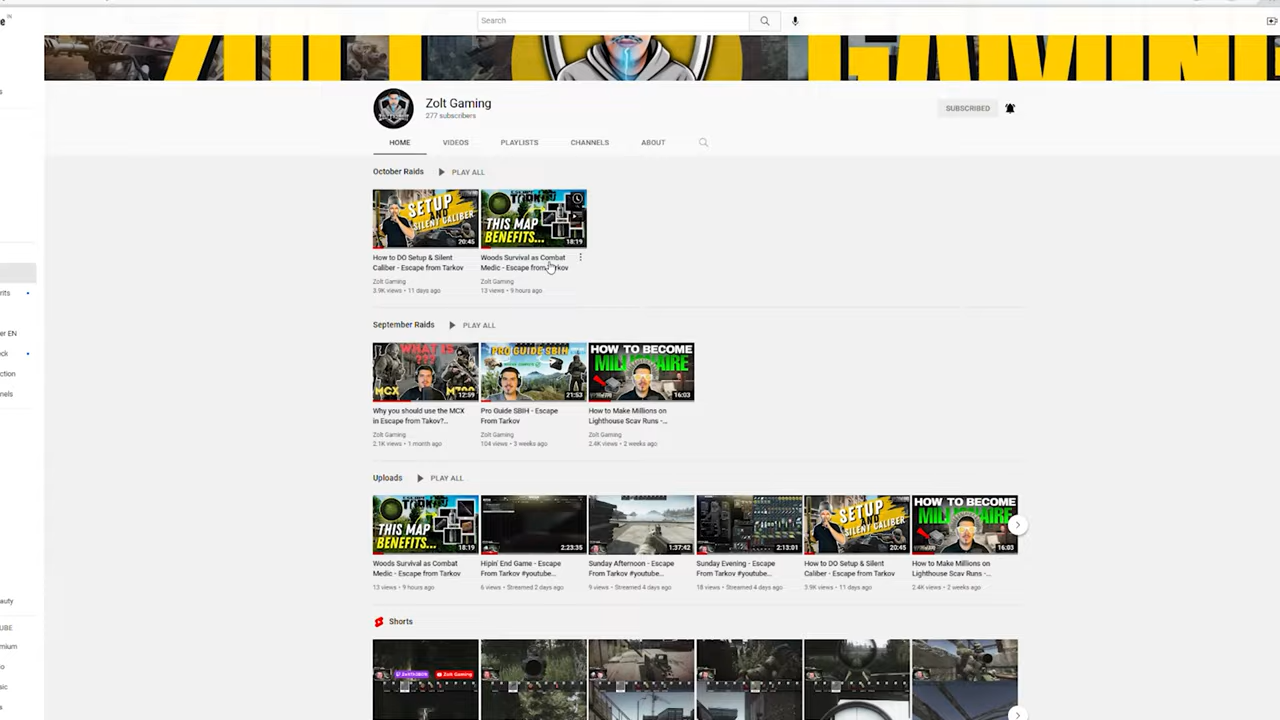 Search
ZOLT GAMING
Zolt Gaming
277 subscribers
SUBSCRIBED
HOME
VIDEOS
PLAYLISTS
CHANNELS
ABOUT
October Raids
PLAY ALL
SETUP
AND
SILENT CALIBER
20:45
THIS MAP
BENEFITS...
18:19
How to DO Setup & Silent
Caliber - Escape from Tarkov
Zolt Gaming
3.9K views • 11 days ago
Woods Survival as Combat
Medic - Escape from Tarkov
Zolt Gaming
13 views • 9 hours ago
September Raids
PLAY ALL
WHAT IS
???
MCX
12:59
PRO GUIDE SBIH
21:53
HOW TO BECOME
MILLIONAIRE
16:03
Why you should use the MCX
in Escape from Takov?...
Zolt Gaming
2.1K views • 1 month ago
Pro Guide SBIH - Escape
From Tarkov
Zolt Gaming
104 views • 3 weeks ago
How to Make Millions on
Lighthouse Scav Runs -...
Zolt Gaming
2.4K views • 2 weeks ago
Uploads
PLAY ALL
THIS MAP
BENEFITS...
18:19
2:23:35
1:37:42
2:13:01
SETUP
AND
SILENT CALIBER
20:45
HOW TO BECOME
MILLIONAIRE
16:03
Woods Survival as Combat
Medic - Escape from Tarkov
13 views • 9 hours ago
Hipin' End Game - Escape
From Tarkov #youtube...
6 views • Streamed 2 days ago
Sunday Afternoon - Escape
From Tarkov #youtube...
9 views • Streamed 4 days ago
Sunday Evening - Escape
From Tarkov #youtube...
18 views • Streamed 4 days ago
How to DO Setup & Silent
Caliber - Escape from Tarkov
3.9K views • 11 days ago
How to Make Millions on
Lighthouse Scav Runs -...
2.4K views • 2 weeks ago
Shorts
Zolt Gaming